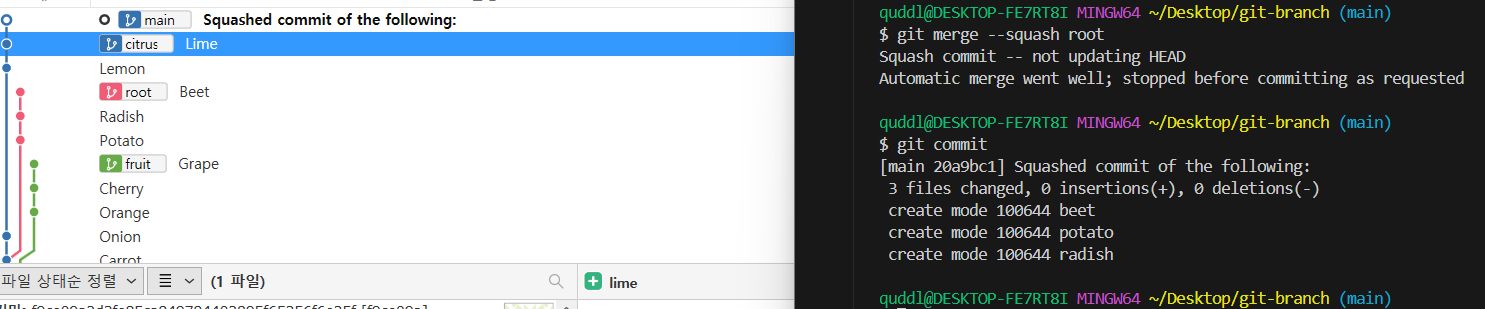 main Squashed commit of the following:
citrus Lime
Lemon
root Beet
Radish
Potato
fruit Grape
Cherry
Orange
Onion
Carrot
파일 상태순 정렬 (1 파일)
lime
quddl@DESKTOP-FE7RT8I MINGW64 ~/Desktop/git-branch (main)
$ git merge --squash root
Squash commit -- not updating HEAD
Automatic merge went well; stopped before committing as requested
quddl@DESKTOP-FE7RT8I MINGW64 ~/Desktop/git-branch (main)
$ git commit
[main 20a9bc1] Squashed commit of the following:
3 files changed, 0 insertions(+), 0 deletions(-)
create mode 100644 beet
create mode 100644 potato
create mode 100644 radish
quddl@DESKTOP-FE7RT8I MINGW64 ~/Desktop/git-branch (main)